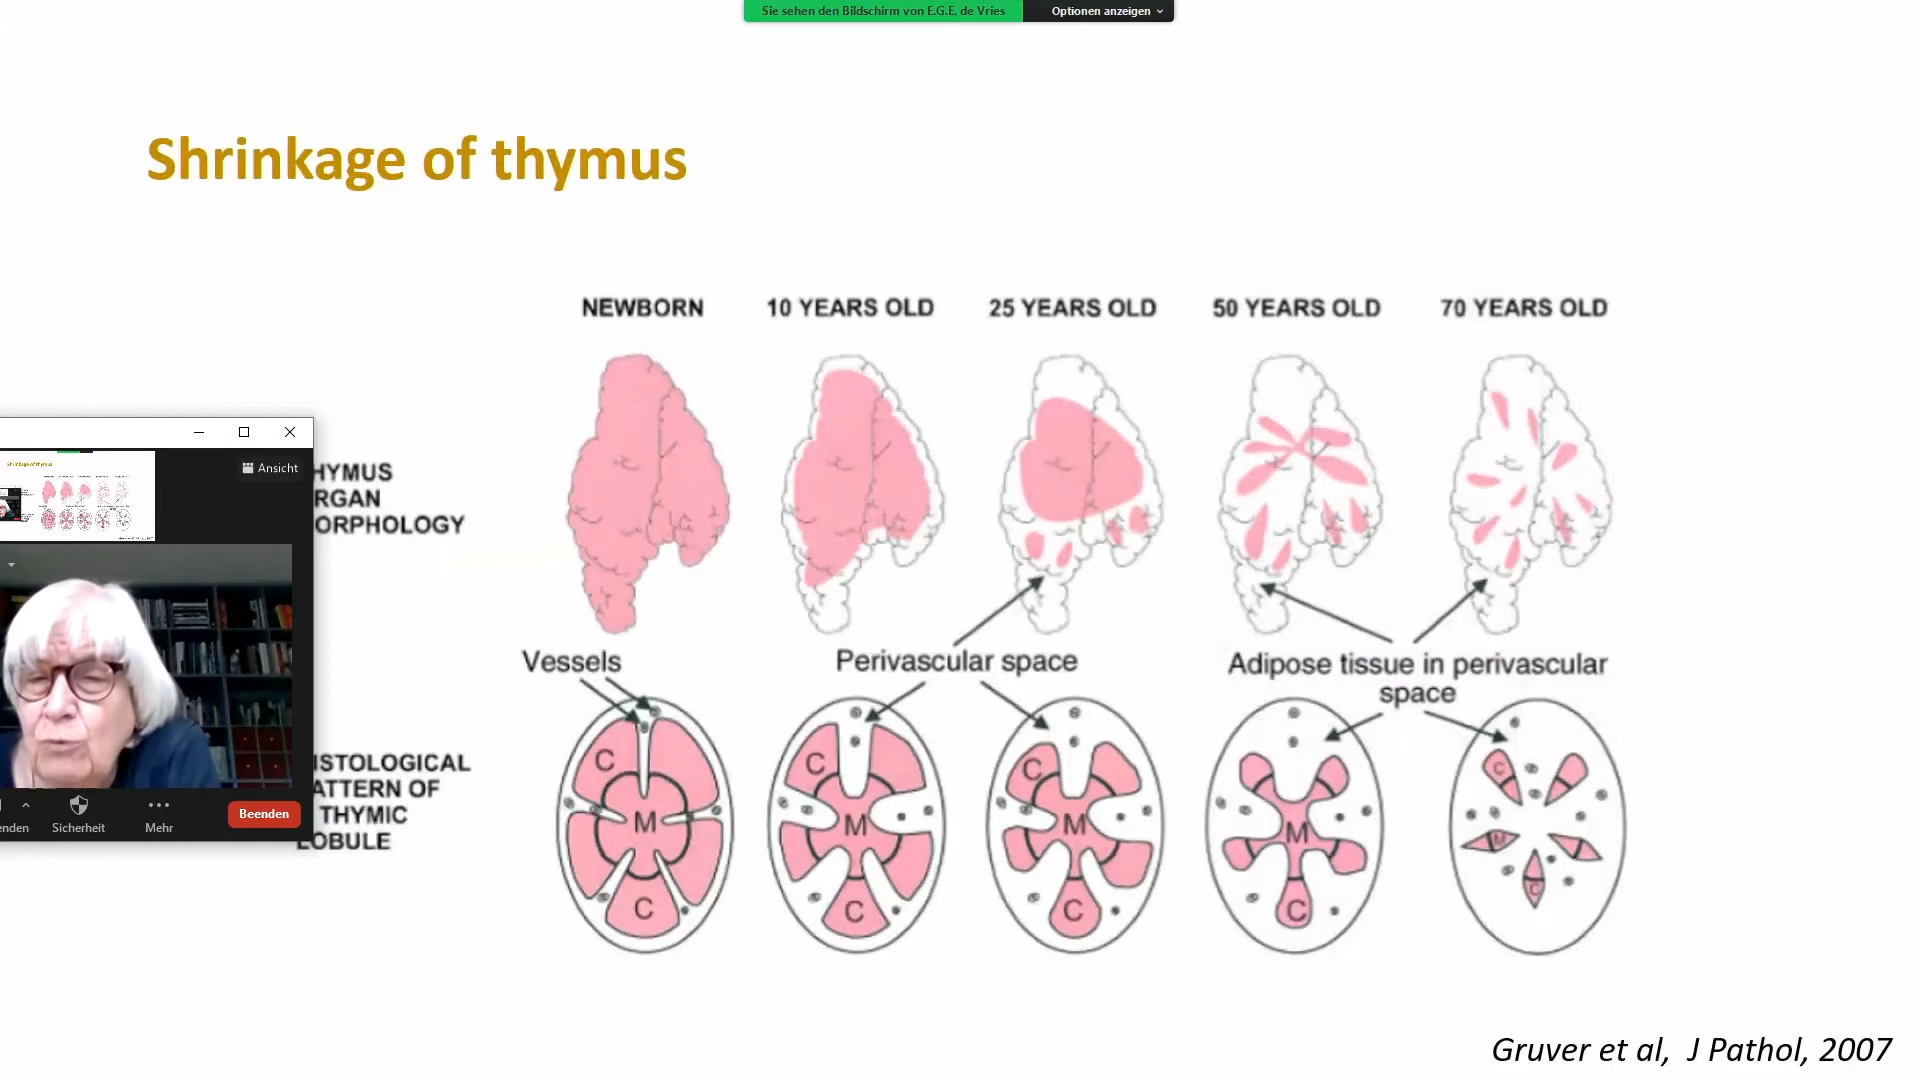 Sie sehen den Bildschirm von E.G.E. de Vries
Optionen anzeigen
Shrinkage of thymus
NEWBORN
10 YEARS OLD
25 YEARS OLD
50 YEARS OLD
70 YEARS OLD
Ansicht
HYMUS
RGAN
ORPHOLOGY
Vessels
Perivascular space
Adipose tissue in perivascular
space
ISTOLOGICAL
ATTERN OF
THYMIC
LOBULE
C
M
C
C
M
C
C
M
C
M
C
C
M
C
enden
Sicherheit
Mehr
Beenden
Gruver et al, J Pathol, 2007